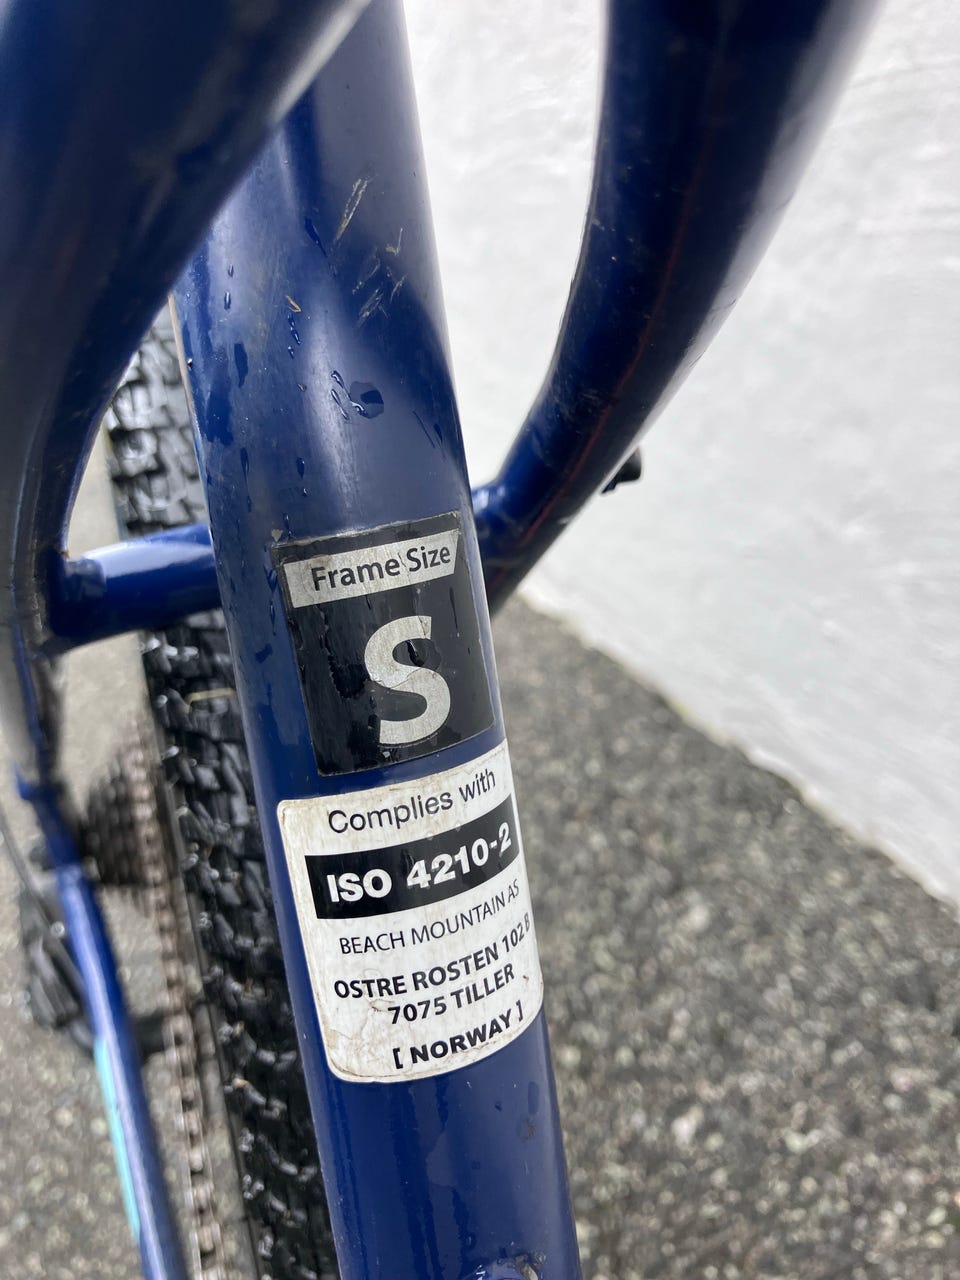 Frame Size
S
Complies with
ISO 4210-2
BEACH MOUNTAIN AS
OSTRE ROSTEN 102 B
7075 TILLER
[ NORWAY ]